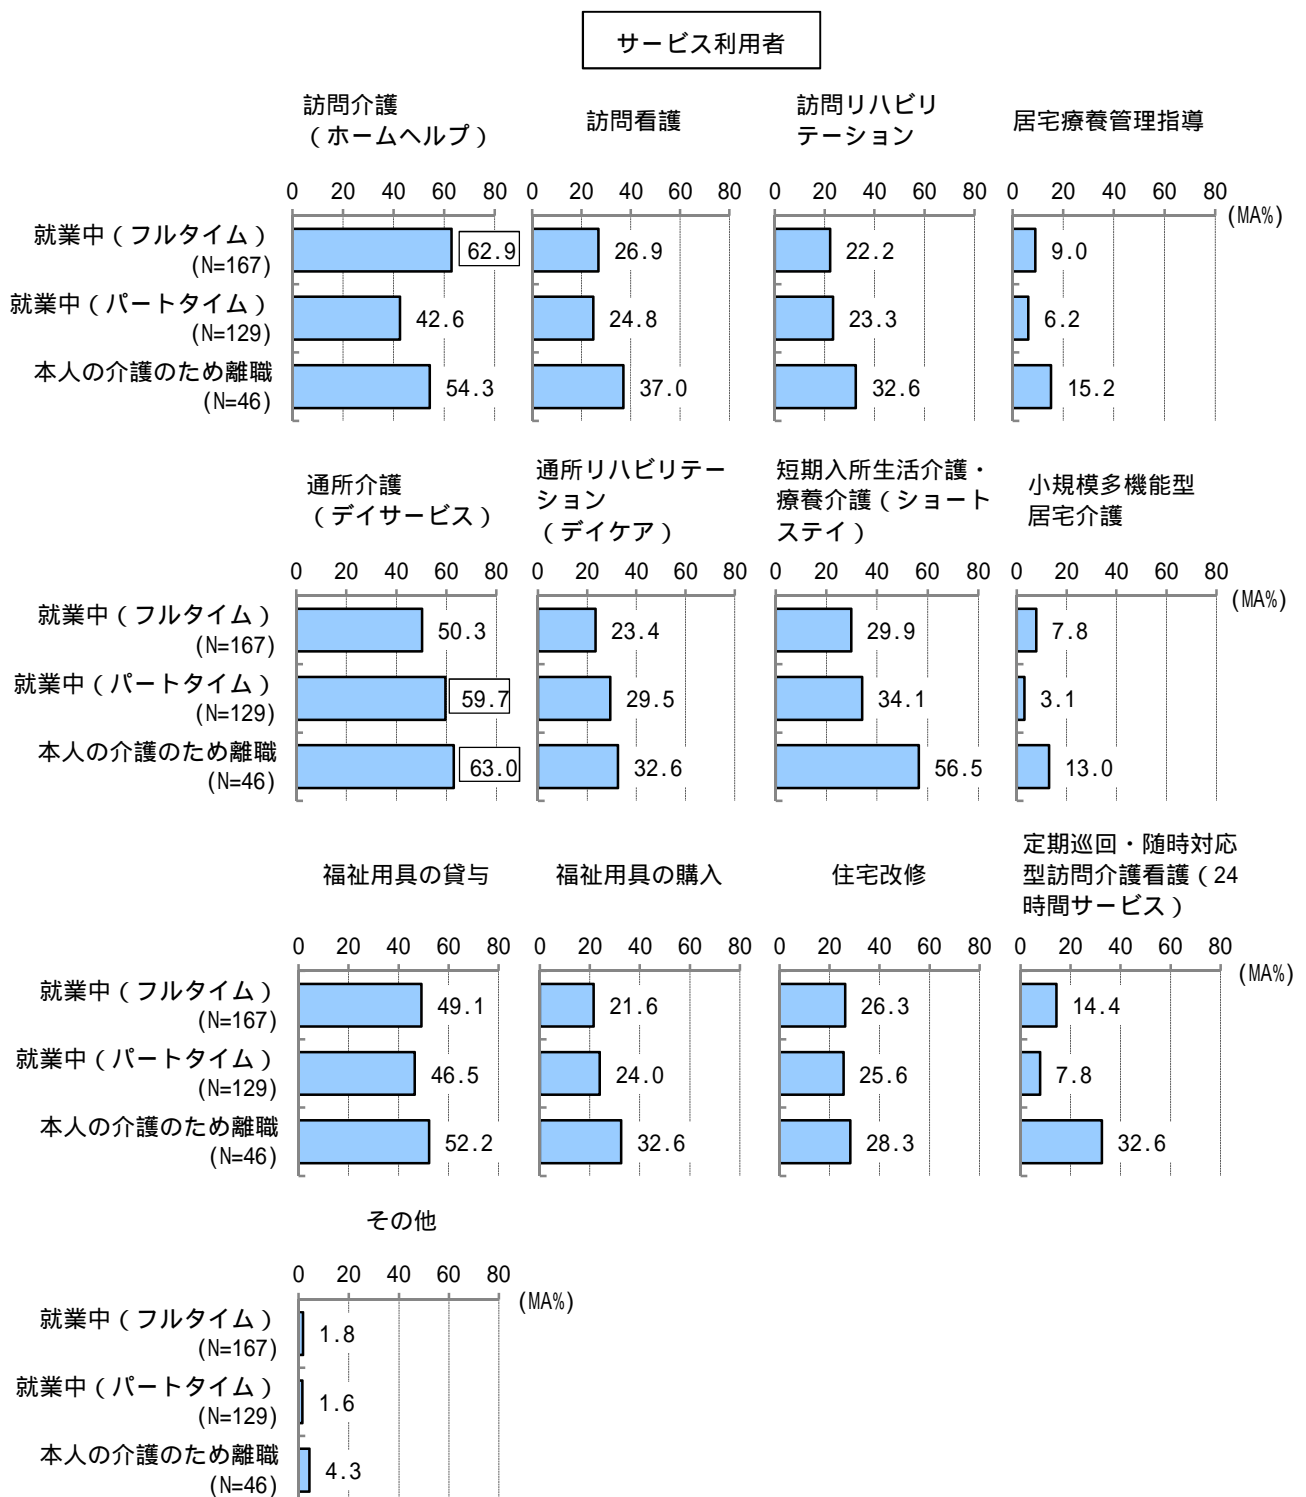 サービス利用者
訪問介護
（ホームヘルプ）
訪問看護
訪問リハビリ
テーション
居宅療養管理指導
0 20 40 60 80 0 20 40 60 80 0 20 40 60 80 0 20 40 60 80
(MA%)
就業中（フルタイム）
(N=167)
62.9 26.9 22.2 9.0
就業中（パートタイム）
(N=129)
42.6 24.8 23.3 6.2
本人の介護のため離職
(N=46)
54.3 37.0 32.6 15.2
通所介護
（デイサービス）
通所リハビリテー
ション
（デイケア）
短期入所生活介護・
療養介護（ショート
ステイ）
小規模多機能型
居宅介護
0 20 40 60 80 0 20 40 60 80 0 20 40 60 80 0 20 40 60 80
(MA%)
就業中（フルタイム）
(N=167)
50.3 23.4 29.9 7.8
就業中（パートタイム）
(N=129)
59.7 29.5 34.1 3.1
本人の介護のため離職
(N=46)
63.0 32.6 56.5 13.0
福祉用具の貸与
福祉用具の購入
住宅改修
定期巡回・随時対応
型訪問介護看護（24
時間サービス）
0 20 40 60 80 0 20 40 60 80 0 20 40 60 80 0 20 40 60 80
(MA%)
就業中（フルタイム）
(N=167)
49.1 21.6 26.3 14.4
就業中（パートタイム）
(N=129)
46.5 24.0 25.6 7.8
本人の介護のため離職
(N=46)
52.2 32.6 28.3 32.6
その他
0 20 40 60 80
(MA%)
就業中（フルタイム）
(N=167)
1.8
就業中（パートタイム）
(N=129)
1.6
本人の介護のため離職
(N=46)
4.3